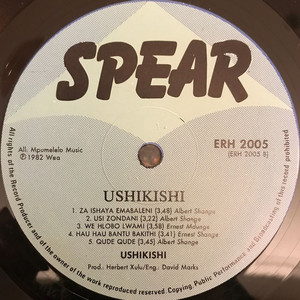 SPEAR
All: Mpumelelo Music
℗ 1982 Wea
ERH 2005
(ERH 2005 B)
USHIKISHI
1. ZA ISHAYA EMABALENI (3,48) Albert Shange
2. USI ZONDANI (3,22) Albert Shange
3. WE HLOBO LWAMI (3,58) Ernest Mdunge
4. HAU HAU BANTU BAKITHI (3,41) Ernest Shange
5. QUDE QUDE (3,45) Albert Shange
USHIKISHI
Prod.: Herbert Xulu/Eng.: David Marks
All rights of the Record Producer and of the owner of the work reproduced reserved. Copying, Public Performance and Broadcasting of this record prohibited.